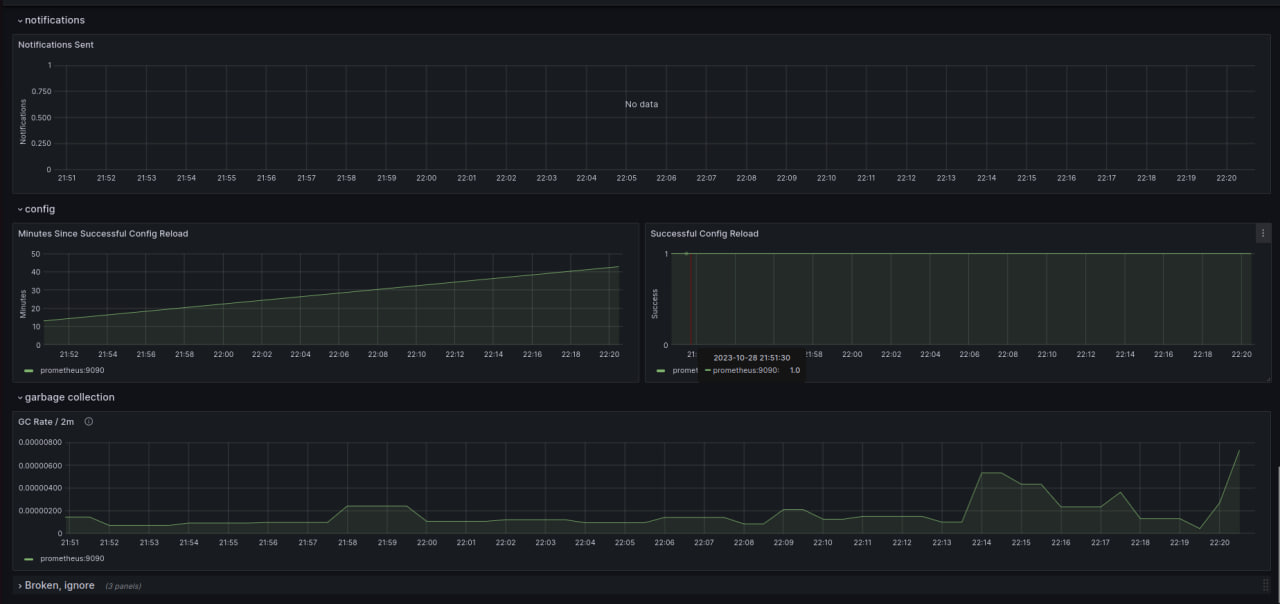 notifications
Notifications Sent
1
0.750
0.500
0.250
0
Notifications
No data
21:51 21:52 21:53 21:54 21:55 21:56 21:57 21:58 21:59 22:00 22:01 22:02 22:03 22:04 22:05 22:06 22:07 22:08 22:09 22:10 22:11 22:12 22:13 22:14 22:15 22:16 22:17 22:18 22:19 22:20
config
Minutes Since Successful Config Reload
50
40
30
20
10
0
Minutes
21:52 21:54 21:56 21:58 22:00 22:02 22:04 22:06 22:08 22:10 22:12 22:14 22:16 22:18 22:20
prometheus:9090
Successful Config Reload
1
0
Success
21: 1:58 22:00 22:02 22:04 22:06 22:08 22:10 22:12 22:14 22:16 22:18 22:20
2023-10-28 21:51:30
promet prometheus:9090: 1.0
garbage collection
GC Rate / 2m
0.00000800
0.00000600
0.00000400
0.00000200
0
21:51 21:52 21:53 21:54 21:55 21:56 21:57 21:58 21:59 22:00 22:01 22:02 22:03 22:04 22:05 22:06 22:07 22:08 22:09 22:10 22:11 22:12 22:13 22:14 22:15 22:16 22:17 22:18 22:19 22:20
prometheus:9090
Broken, ignore (3 panels)